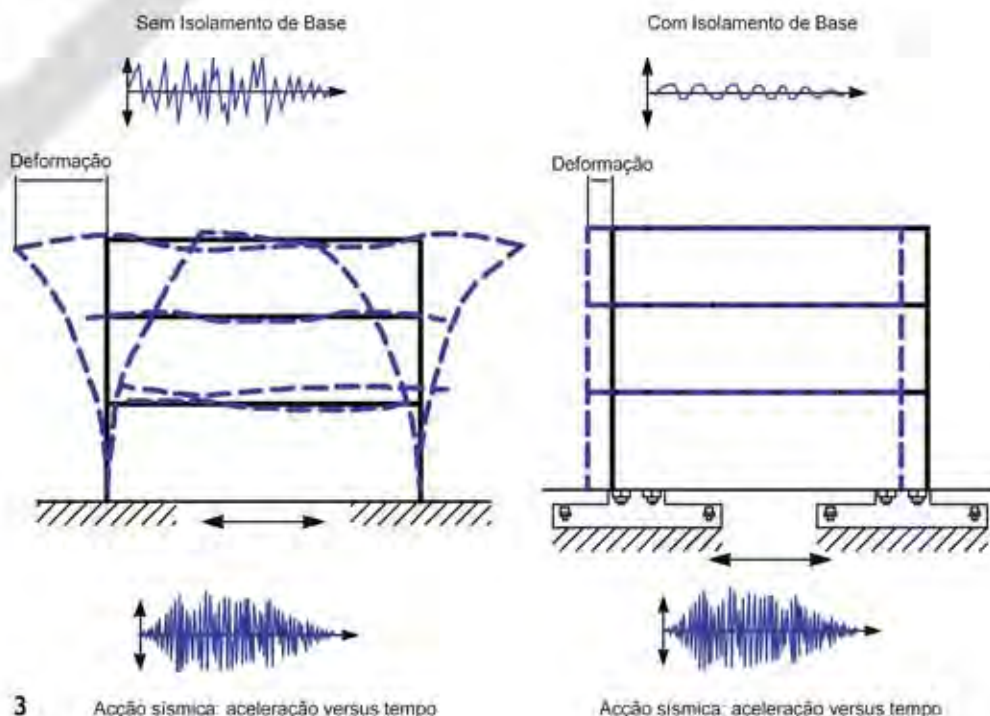 Sem Isolamento de Base
Com Isolamento de Base
Deformação
Deformação
3
Acção sísmica: aceleração versus tempo
Acção sísmica: aceleração versus tempo